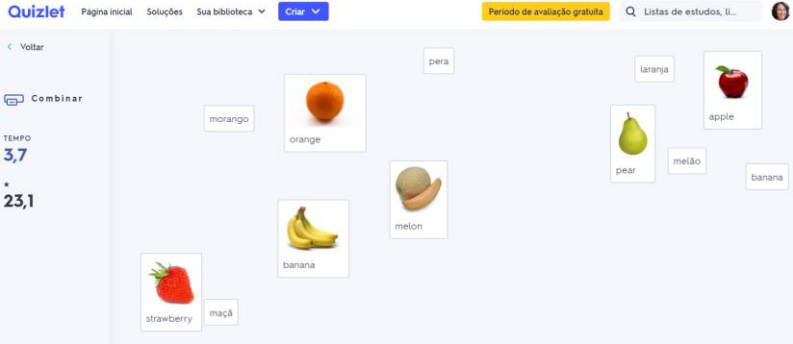 Quizlet Página inicial Soluções Sua biblioteca Criar Período de avaliação gratuita Listas de estudos, li...
Voltar
Combinar
TEMPO
3,7
23,1
pera
laranja
apple
morango
orange
pear
melão
banana
melon
banana
strawberry
maçã